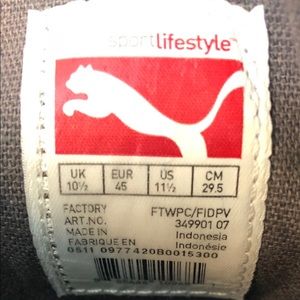 sportlifestyle™
UK EUR US CM
10½ 45 11½ 29.5
FACTORY FTWPC/FIDPV
ART.NO. 349901 07
MADE IN Indonesia
FABRIQUE EN Indonésie
0511 0977420B0015300